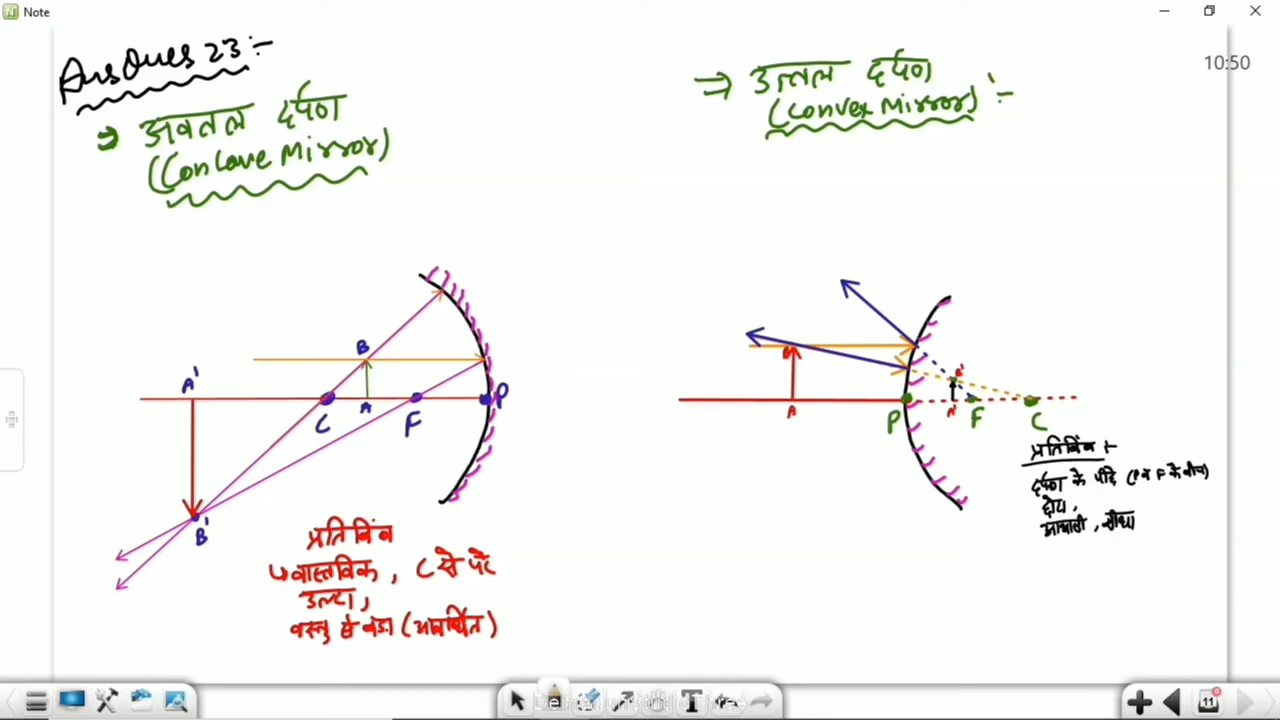 Note
10:50
Ans Ques 23 :-
⇒ अवतल दर्पण
(Concave Mirror)
⇒ उत्तल दर्पण
(Convex Mirror) :-
A'
B
C
A
F
P
B'
प्रतिबिंब
↳ वास्तविक, C से परे
उल्टा,
वस्तु से बड़ा (आवर्धित)
B
A
B'
A'
P
F
C
प्रतिबिंब
दर्पण के पीछे (P व F के बीच)
छोटा,
आभासी, सीधा
T
11